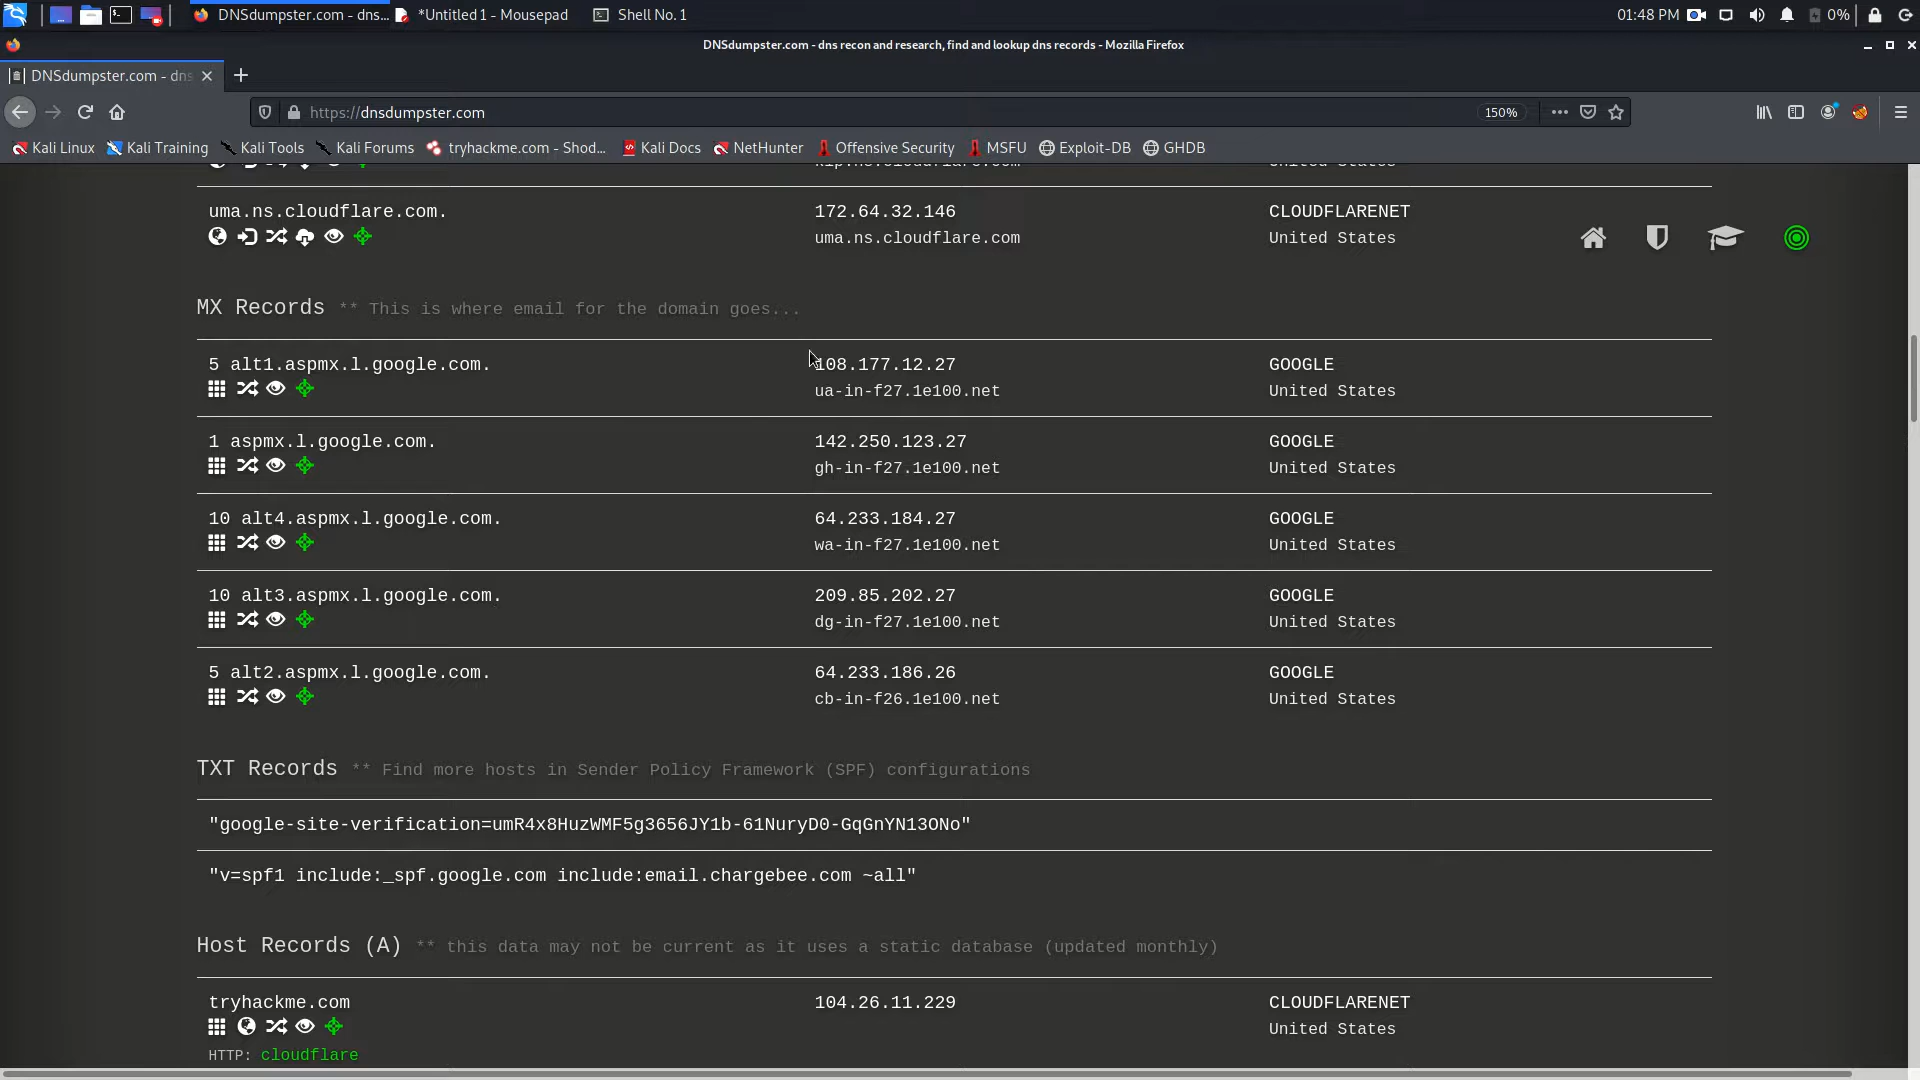 DNSdumpster.com - dns...
*Untitled 1 - Mousepad
Shell No. 1
01:48 PM
0%
DNSdumpster.com - dns recon and research, find and lookup dns records - Mozilla Firefox
DNSdumpster.com - dns
https://dnsdumpster.com
150%
Kali Linux
Kali Training
Kali Tools
Kali Forums
tryhackme.com - Shod...
Kali Docs
NetHunter
Offensive Security
MSFU
Exploit-DB
GHDB
uma.ns.cloudflare.com. 172.64.32.146 CLOUDFLARENET
uma.ns.cloudflare.com United States
MX Records ** This is where email for the domain goes...
5 alt1.aspmx.l.google.com. 108.177.12.27 GOOGLE
ua-in-f27.1e100.net United States
1 aspmx.l.google.com. 142.250.123.27 GOOGLE
gh-in-f27.1e100.net United States
10 alt4.aspmx.l.google.com. 64.233.184.27 GOOGLE
wa-in-f27.1e100.net United States
10 alt3.aspmx.l.google.com. 209.85.202.27 GOOGLE
dg-in-f27.1e100.net United States
5 alt2.aspmx.l.google.com. 64.233.186.26 GOOGLE
cb-in-f26.1e100.net United States
TXT Records ** Find more hosts in Sender Policy Framework (SPF) configurations
"google-site-verification=umR4x8HuzWMF5g3656JY1b-61NuryD0-GqGnYN13ONo"
"v=spf1 include:_spf.google.com include:email.chargebee.com ~all"
Host Records (A) ** this data may not be current as it uses a static database (updated monthly)
tryhackme.com 104.26.11.229 CLOUDFLARENET
United States
HTTP: cloudflare